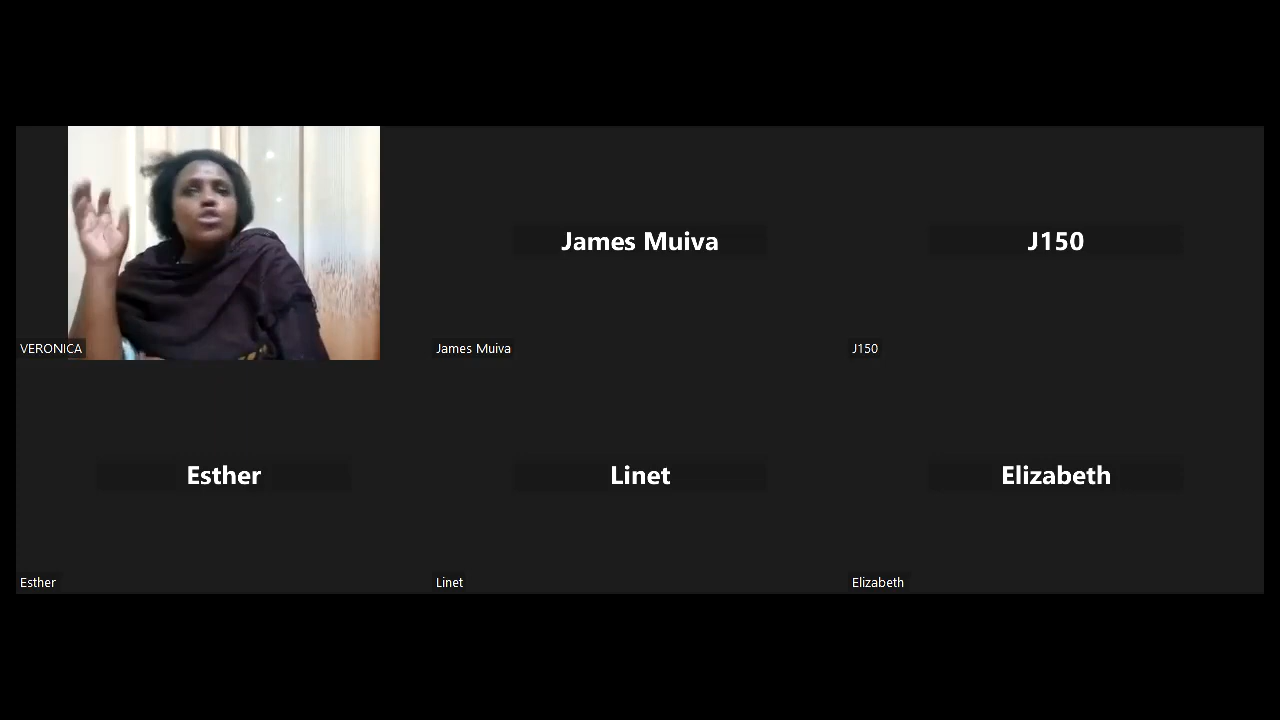 VERONICA
James Muiva
James Muiva
J150
J150
Esther
Esther
Linet
Linet
Elizabeth
Elizabeth